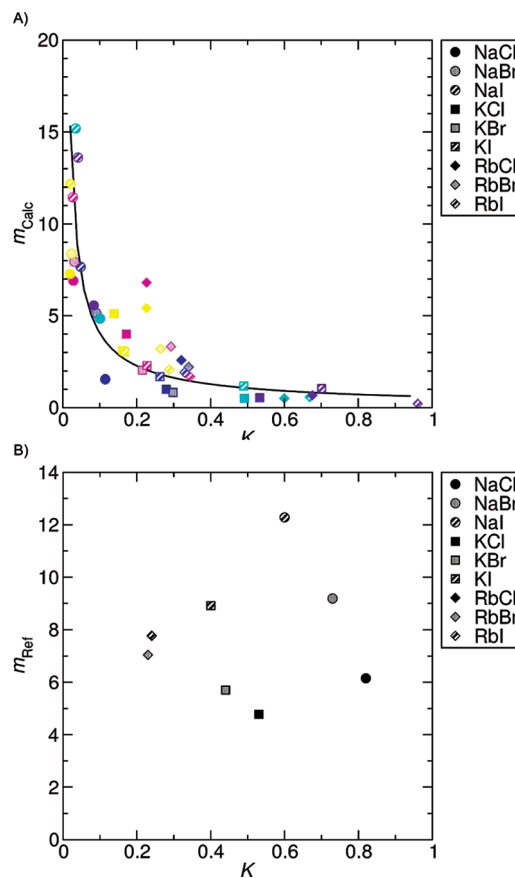 A)
20
15
10
5
0
m_Calc
0 0.2 0.4 0.6 0.8 1
K
NaCl
NaBr
NaI
KCl
KBr
KI
RbCl
RbBr
RbI
B)
14
12
10
8
6
4
2
0
m_Ref
0 0.2 0.4 0.6 0.8 1
K
NaCl
NaBr
NaI
KCl
KBr
KI
RbCl
RbBr
RbI